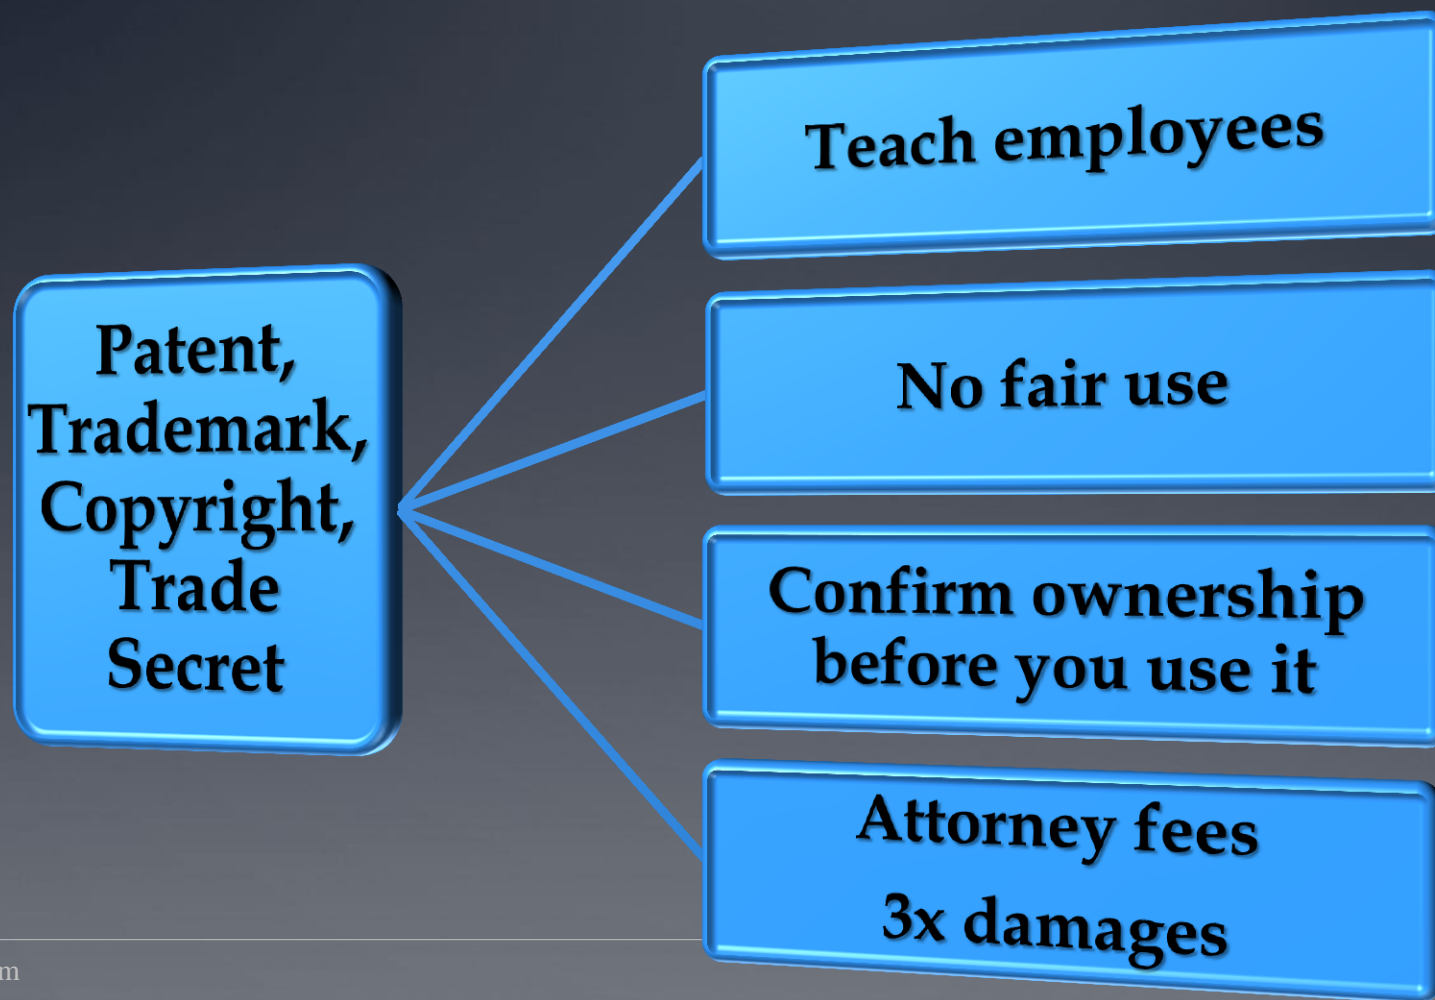 Patent,
Trademark,
Copyright,
Trade
Secret
Teach employees
No fair use
Confirm ownership
before you use it
Attorney fees
3x damages
m